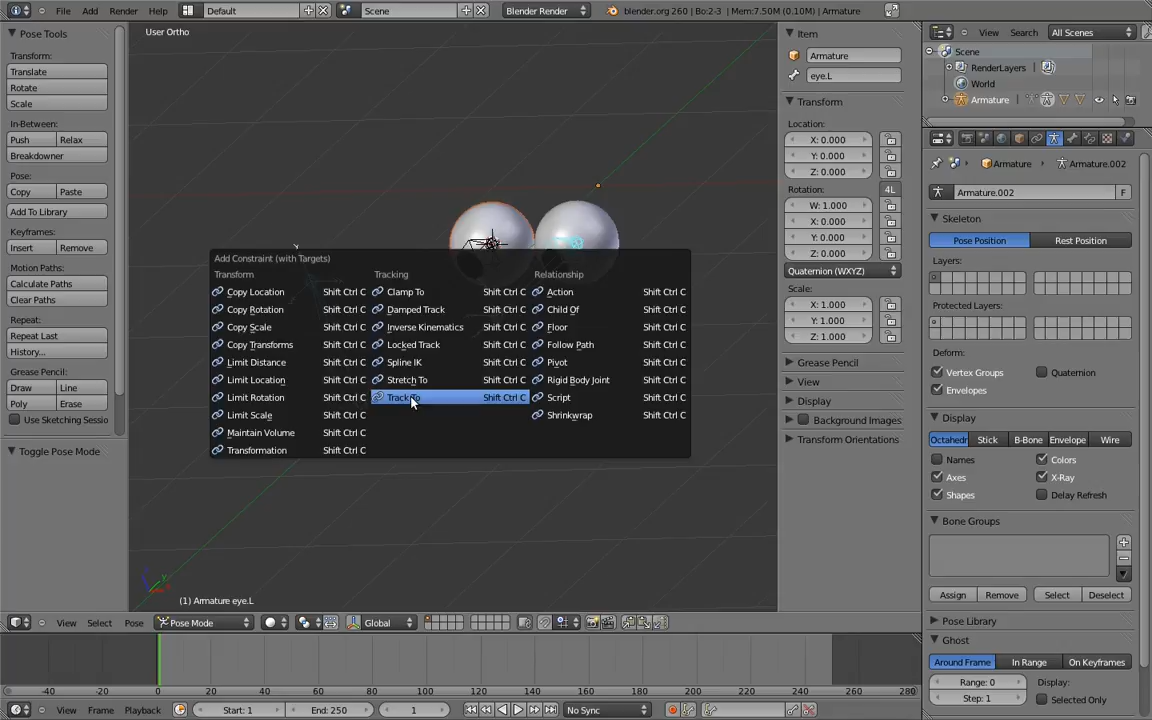 File Add Render Help Default Scene Blender Render blender.org 260 | Bo:2-3 | Mem:7.50M (0.10M) | Armature
Pose Tools
Transform:
Translate
Rotate
Scale
In-Between:
Push Relax
Breakdowner
Pose:
Copy Paste
Add To Library
Keyframes:
Insert Remove
Motion Paths:
Calculate Paths
Clear Paths
Repeat:
Repeat Last
History...
Grease Pencil:
Draw Line
Poly Erase
Use Sketching Sessio
Toggle Pose Mode
User Ortho
Add Constraint (with Targets)
Transform
Copy Location Shift Ctrl C
Copy Rotation Shift Ctrl C
Copy Scale Shift Ctrl C
Copy Transforms Shift Ctrl C
Limit Distance Shift Ctrl C
Limit Location Shift Ctrl C
Limit Rotation Shift Ctrl C
Limit Scale Shift Ctrl C
Maintain Volume Shift Ctrl C
Transformation Shift Ctrl C
Tracking
Clamp To Shift Ctrl C
Damped Track Shift Ctrl C
Inverse Kinematics Shift Ctrl C
Locked Track Shift Ctrl C
Spline IK Shift Ctrl C
Stretch To Shift Ctrl C
Track To Shift Ctrl C
Relationship
Action Shift Ctrl C
Child Of Shift Ctrl C
Floor Shift Ctrl C
Follow Path Shift Ctrl C
Pivot Shift Ctrl C
Rigid Body Joint Shift Ctrl C
Script Shift Ctrl C
Shrinkwrap Shift Ctrl C
(1) Armature eye.L
View Select Pose Pose Mode Global
Item
Armature
eye.L
Transform
Location:
X: 0.000
Y: 0.000
Z: 0.000
Rotation: 4L
W: 1.000
X: 0.000
Y: 0.000
Z: 0.000
Quaternion (WXYZ)
Scale:
X: 1.000
Y: 1.000
Z: 1.000
Grease Pencil
View
Display
Background Images
Transform Orientations
View Search All Scenes
Scene
RenderLayers
World
Armature
Armature Armature.002
Armature.002 F
Skeleton
Pose Position Rest Position
Layers:
Protected Layers:
Deform:
Vertex Groups Quaternion
Envelopes
Display
Octahedr Stick B-Bone Envelope Wire
Names Colors
Axes X-Ray
Shapes Delay Refresh
Bone Groups
Assign Remove Select Deselect
Pose Library
Ghost
Around Frame In Range On Keyframes
Range: 0 Display:
Step: 1 Selected Only
-40 -20 0 20 40 60 80 100 120 140 160 180 200 220 240 260 280
View Frame Playback Start: 1 End: 250 1 No Sync